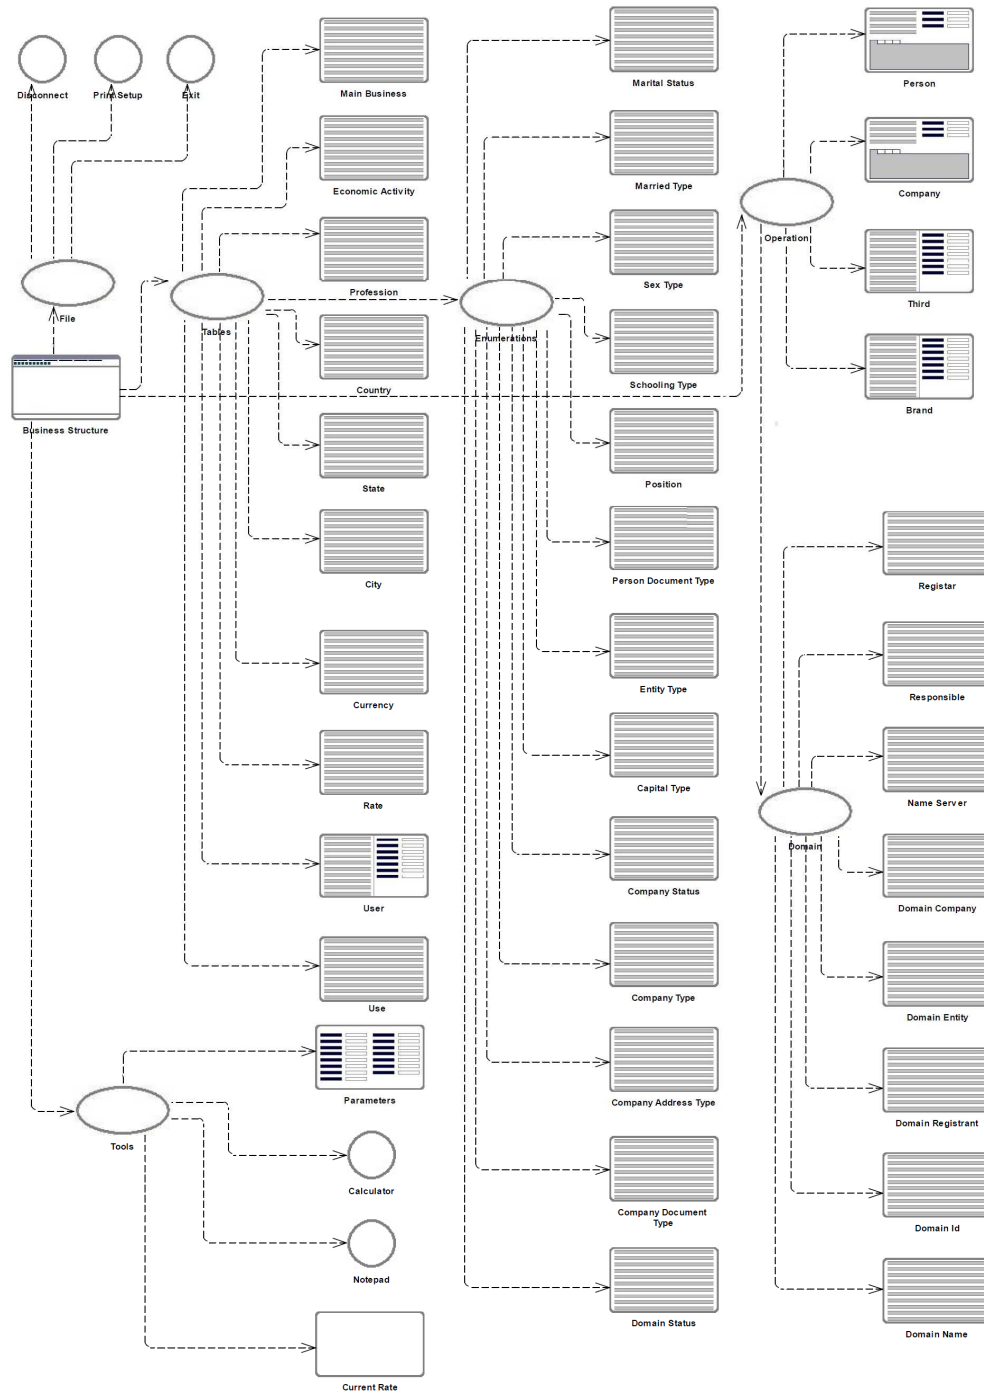 Disconnect
Print\Setup
Exit
File
Business Structure
Tables
Main Business
Economic Activity
Profession
Country
State
City
Currency
Rate
User
Use
Tools
Parameters
Calculator
Notepad
Current Rate
Enumerations
Marital Status
Married Type
Sex Type
Schooling Type
Position
Person Document Type
Entity Type
Capital Type
Company Status
Company Type
Company Address Type
Company Document
Type
Domain Status
Operation
Person
Company
Third
Brand
Domain
Registar
Responsible
Name Server
Domain Company
Domain Entity
Domain Registrant
Domain Id
Domain Name